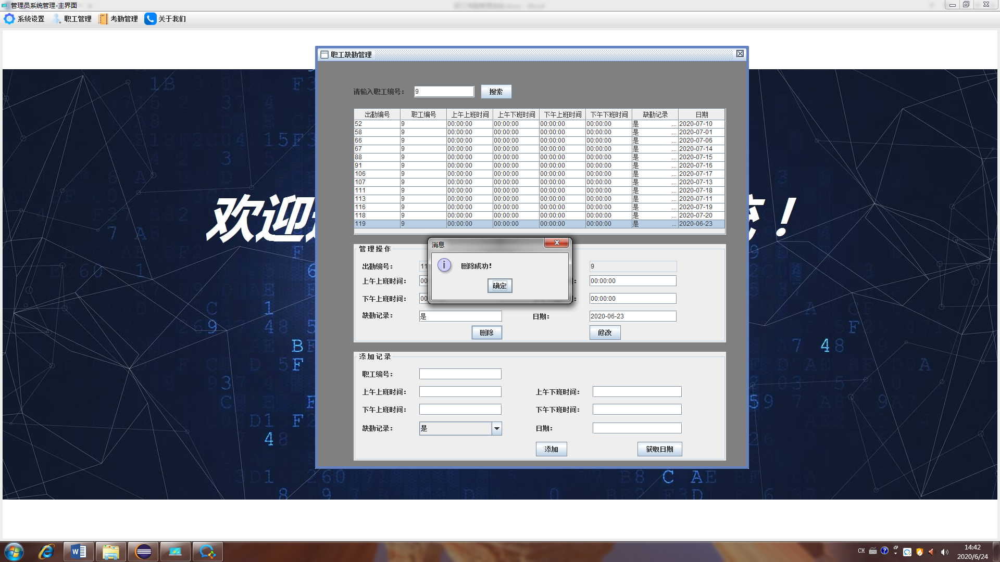 管理员系统管理-主界面
系统设置 职工管理 考勤管理 关于我们
职工缺勤管理
请输入职工编号： 9 搜索
出勤编号 职工编号 上午上班时间 上午下班时间 下午上班时间 下午下班时间 缺勤记录 日期
52 9 00:00:00 00:00:00 00:00:00 00:00:00 是 ... 2020-07-10
58 9 00:00:00 00:00:00 00:00:00 00:00:00 是 ... 2020-07-01
66 9 00:00:00 00:00:00 00:00:00 00:00:00 是 ... 2020-07-06
67 9 00:00:00 00:00:00 00:00:00 00:00:00 是 ... 2020-07-14
88 9 00:00:00 00:00:00 00:00:00 00:00:00 是 ... 2020-07-15
91 9 00:00:00 00:00:00 00:00:00 00:00:00 是 ... 2020-07-16
106 9 00:00:00 00:00:00 00:00:00 00:00:00 是 ... 2020-07-17
107 9 00:00:00 00:00:00 00:00:00 00:00:00 是 ... 2020-07-13
111 9 00:00:00 00:00:00 00:00:00 00:00:00 是 ... 2020-07-18
113 9 00:00:00 00:00:00 00:00:00 00:00:00 是 ... 2020-07-11
116 9 00:00:00 00:00:00 00:00:00 00:00:00 是 ... 2020-07-19
118 9 00:00:00 00:00:00 00:00:00 00:00:00 是 ... 2020-07-20
119 9 00:00:00 00:00:00 00:00:00 00:00:00 是 ... 2020-06-23
欢迎 ！
消息
删除成功!
确定
管理操作
出勤编号： 11 9
上午上班时间： 00 ： 00:00:00
下午上班时间： 00 ： 00:00:00
缺勤记录： 是 日期： 2020-06-23
删除 修改
添加记录
职工编号：
上午上班时间： 上午下班时间：
下午上班时间： 下午下班时间：
缺勤记录： 是 日期：
添加 获取日期
CH 14:42
2020/6/24